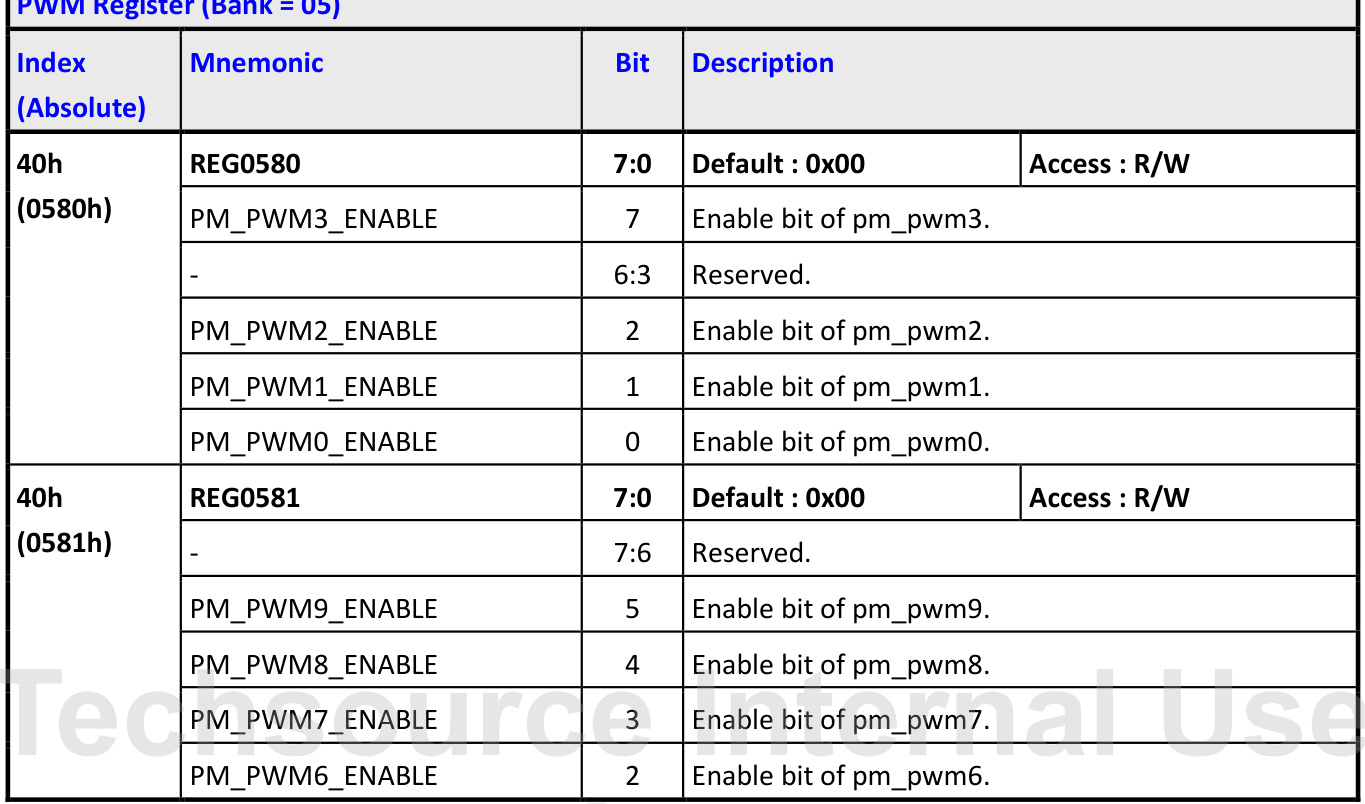 PWM Register (Bank = 05)
Index (Absolute) Mnemonic Bit Description
40h (0580h) REG0580 7:0 Default : 0x00 Access : R/W
PM_PWM3_ENABLE 7 Enable bit of pm_pwm3.
- 6:3 Reserved.
PM_PWM2_ENABLE 2 Enable bit of pm_pwm2.
PM_PWM1_ENABLE 1 Enable bit of pm_pwm1.
PM_PWM0_ENABLE 0 Enable bit of pm_pwm0.
40h (0581h) REG0581 7:0 Default : 0x00 Access : R/W
- 7:6 Reserved.
PM_PWM9_ENABLE 5 Enable bit of pm_pwm9.
PM_PWM8_ENABLE 4 Enable bit of pm_pwm8.
PM_PWM7_ENABLE 3 Enable bit of pm_pwm7.
PM_PWM6_ENABLE 2 Enable bit of pm_pwm6.
Techsource Internal Use